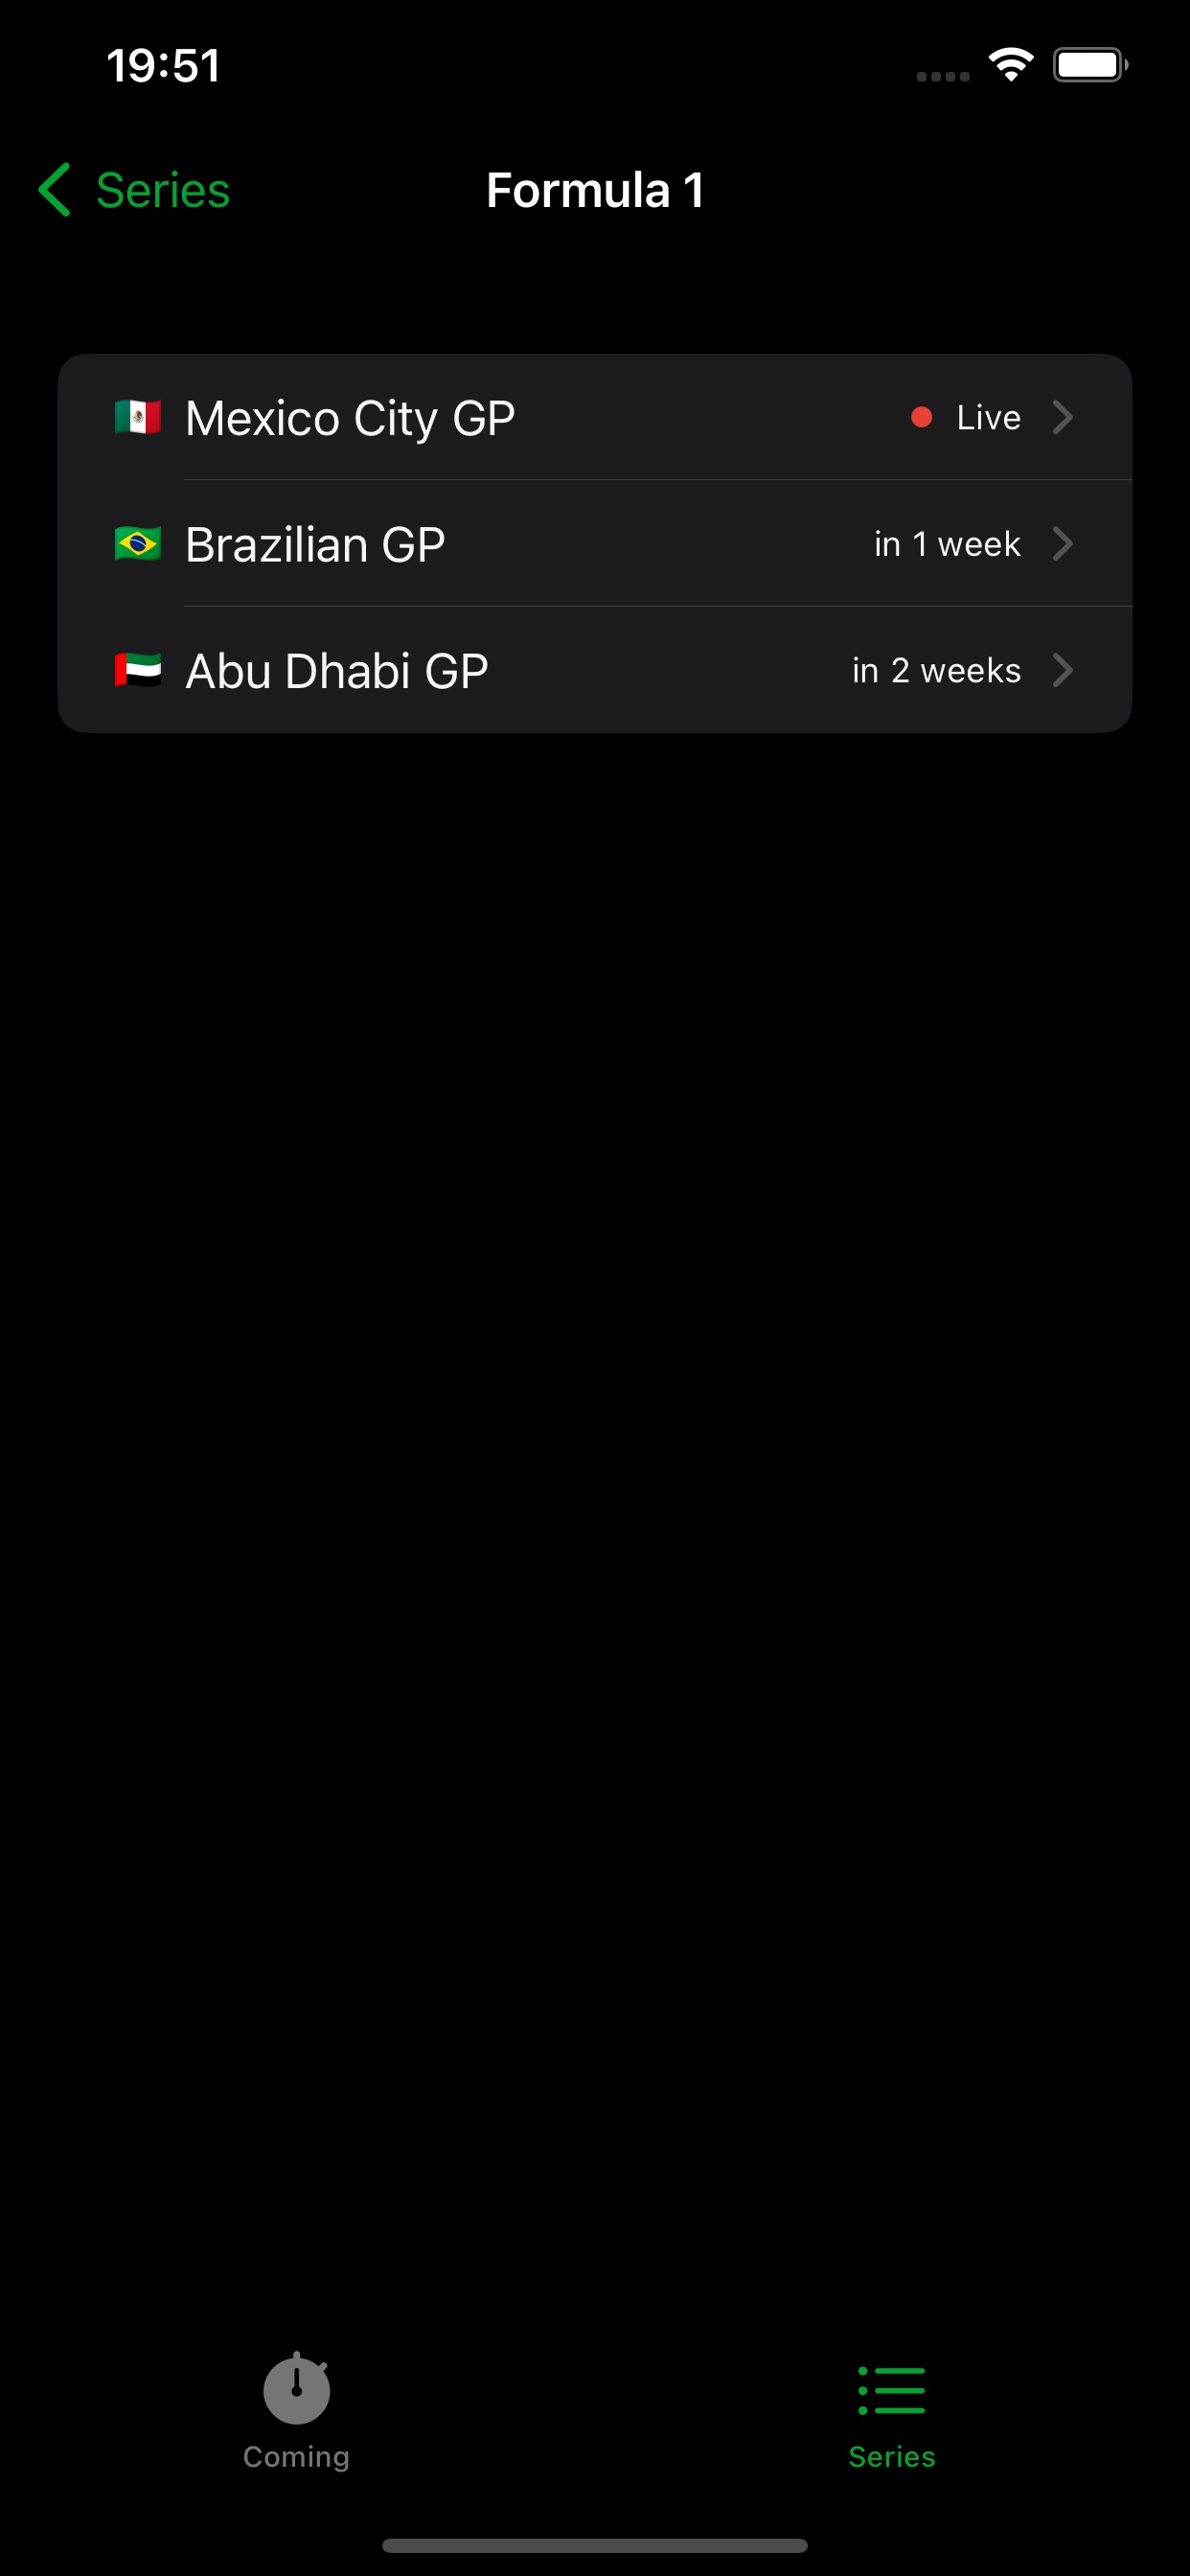 19:51
Series
Formula 1
Mexico City GP
Live
Brazilian GP
in 1 week
Abu Dhabi GP
in 2 weeks
Coming
Series